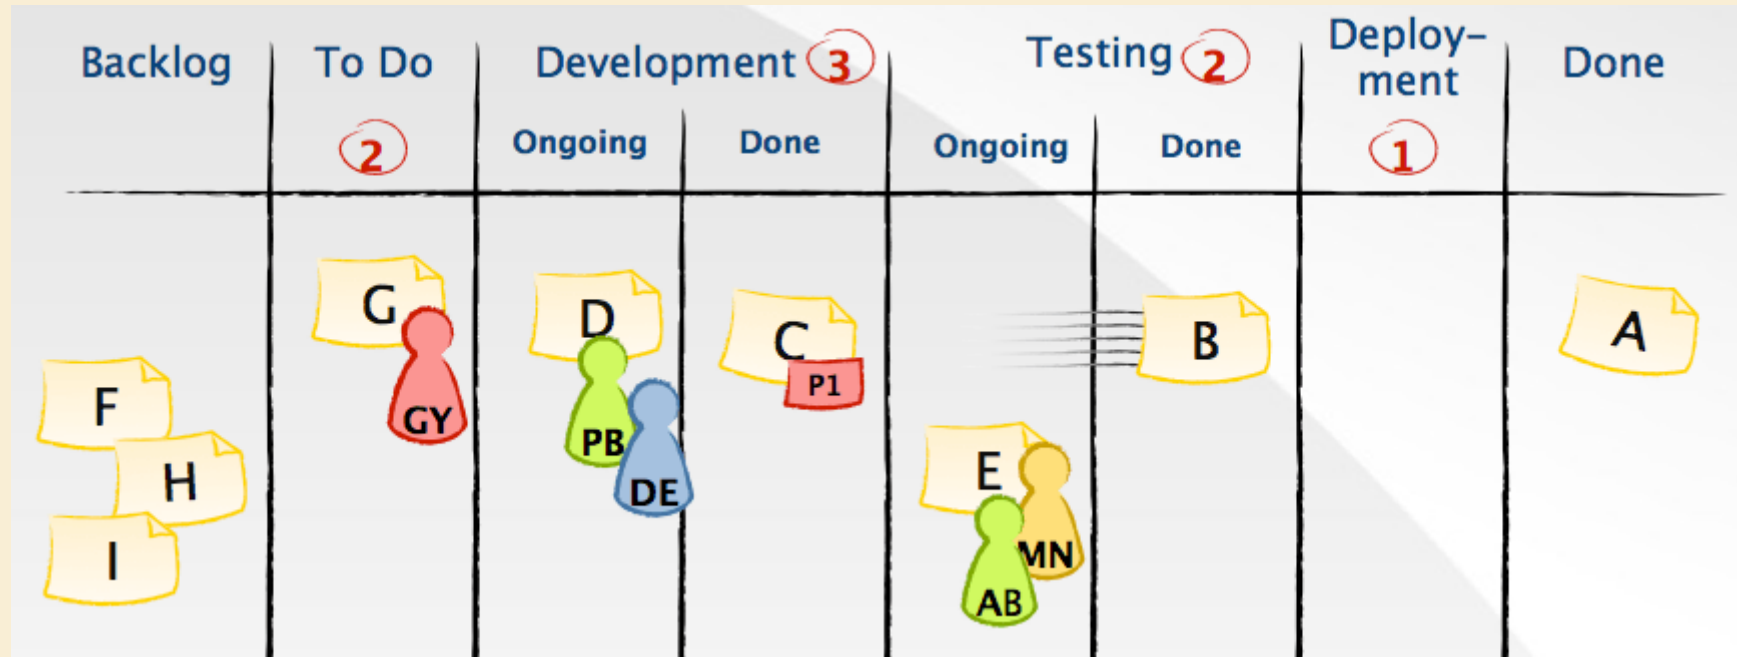 Backlog
To Do
2
Development 3
Ongoing
Done
Testing 2
Ongoing
Done
Deploy-
ment
1
Done
F
H
I
G
GY
D
PB
DE
C
P1
E
MN
AB
B
A